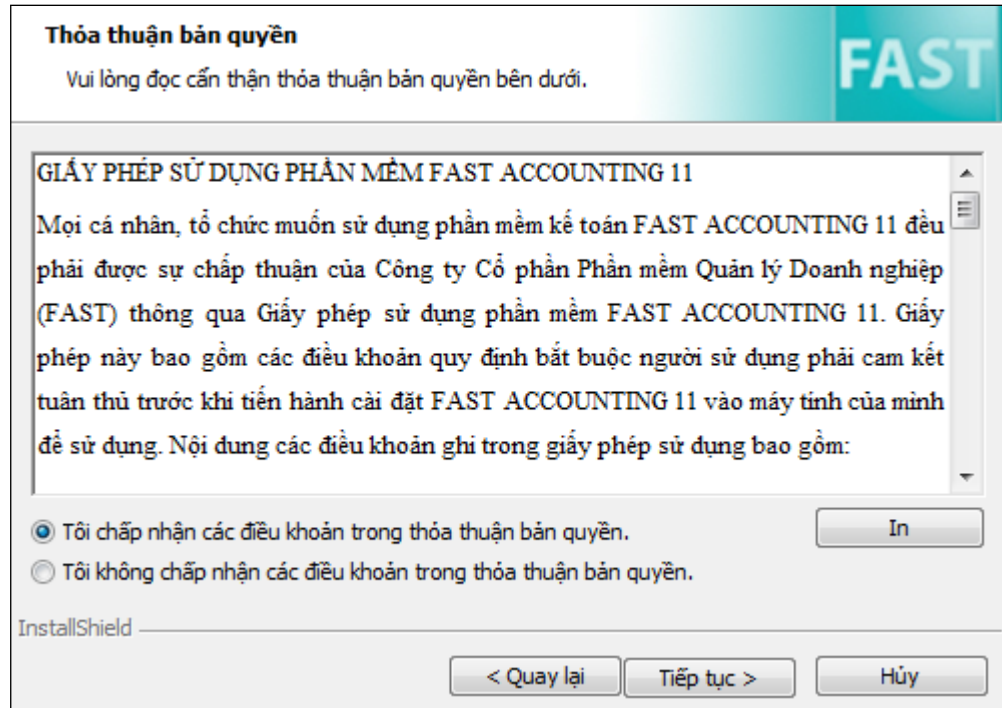 Thỏa thuận bản quyền
Vui lòng đọc cẩn thận thỏa thuận bản quyền bên dưới.
FAST
GIẤY PHÉP SỬ DỤNG PHẦN MỀM FAST ACCOUNTING 11
Mọi cá nhân, tổ chức muốn sử dụng phần mềm kế toán FAST ACCOUNTING 11 đều
phải được sự chấp thuận của Công ty Cổ phần Phần mềm Quản lý Doanh nghiệp
(FAST) thông qua Giấy phép sử dụng phần mềm FAST ACCOUNTING 11. Giấy
phép này bao gồm các điều khoản quy định bắt buộc người sử dụng phải cam kết
tuân thủ trước khi tiến hành cài đặt FAST ACCOUNTING 11 vào máy tính của mình
để sử dụng. Nội dung các điều khoản ghi trong giấy phép sử dụng bao gồm:
Tôi chấp nhận các điều khoản trong thỏa thuận bản quyền.
In
Tôi không chấp nhận các điều khoản trong thỏa thuận bản quyền.
InstallShield
< Quay lại
Tiếp tục >
Hủy